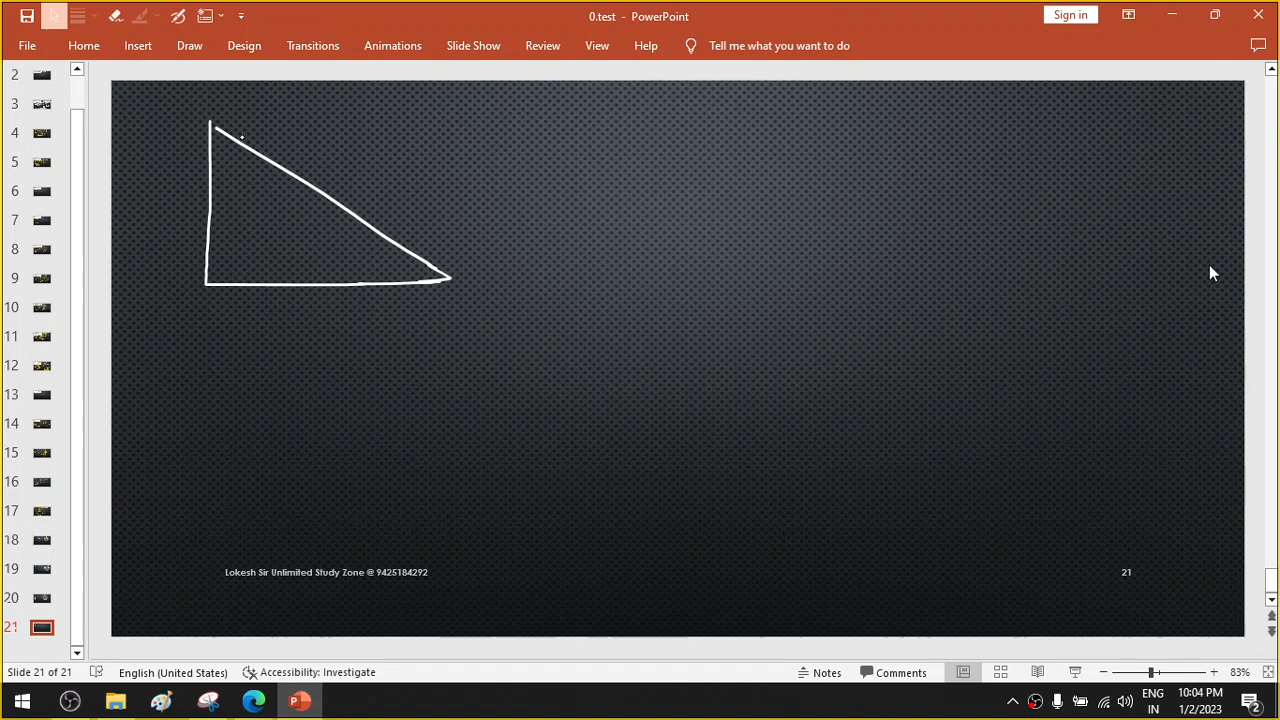 0.test - PowerPoint
Sign in
File Home Insert Draw Design Transitions Animations Slide Show Review View Help Tell me what you want to do
2
3
4
5
6
7
8
9
10
11
12
13
14
15
16
17
18
19
20
21
Lokesh Sir Unlimited Study Zone @ 9425184292 21
Slide 21 of 21 English (United States) Accessibility: Investigate Notes Comments 83%
ENG 10:04 PM
IN 1/2/2023 2